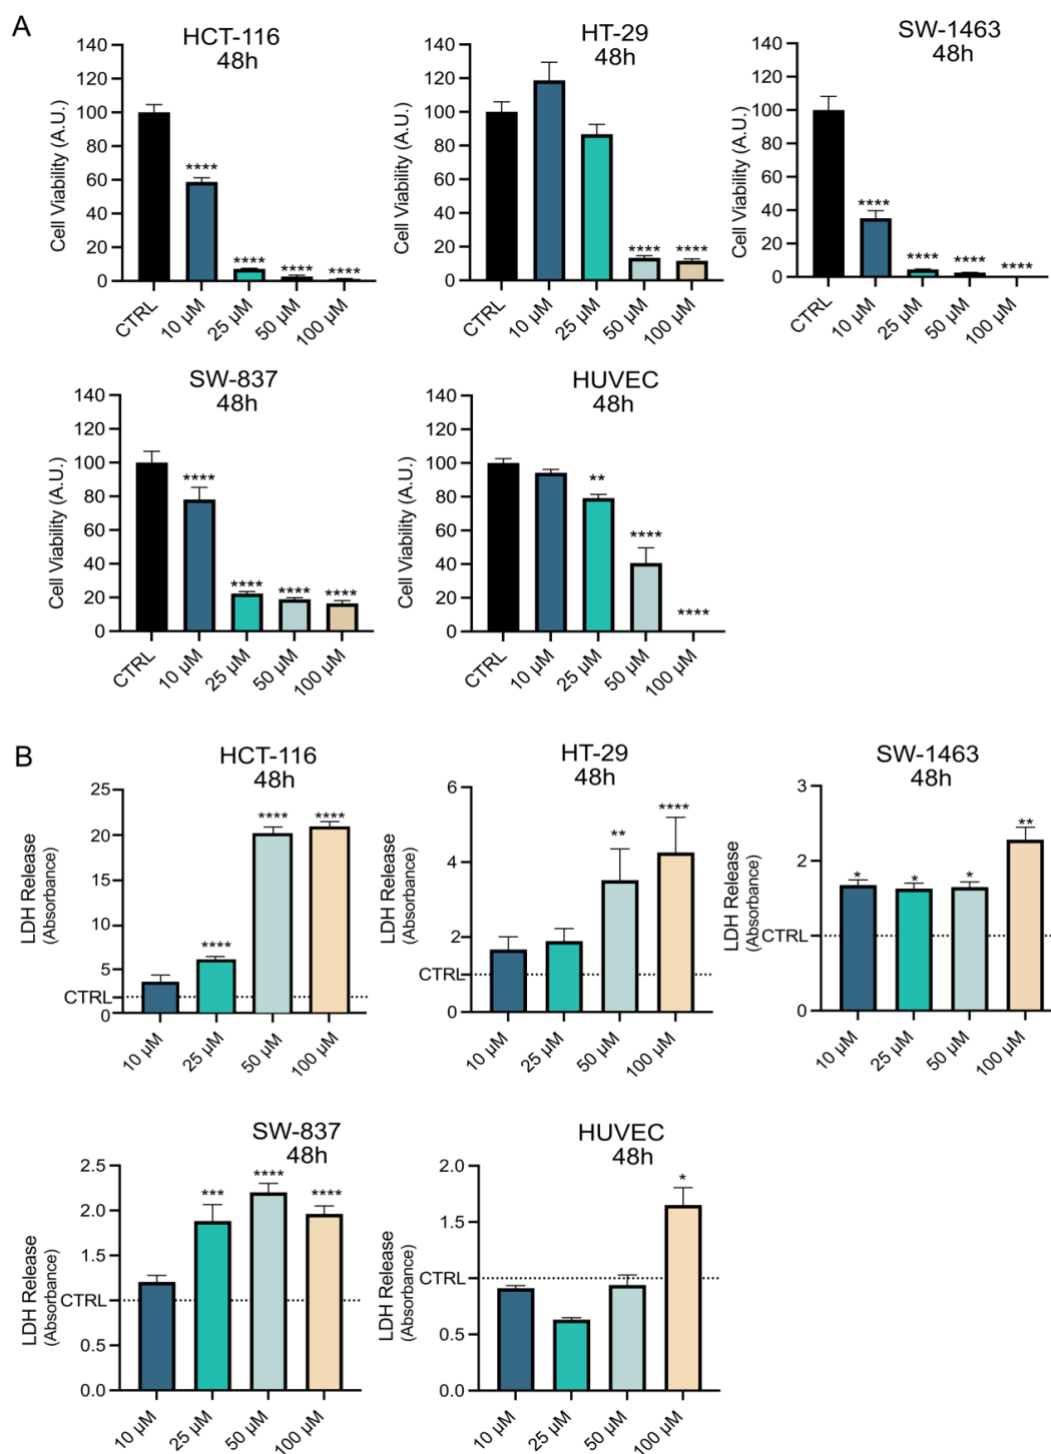 A
HCT-116
48h
Cell Viability (A.U.)
140
120
100
80
60
40
20
0
****
****
****
****
CTRL
10 µM
25 µM
50 µM
100 µM
HT-29
48h
Cell Viability (A.U.)
140
120
100
80
60
40
20
0
****
****
CTRL
10 µM
25 µM
50 µM
100 µM
SW-1463
48h
Cell Viability (A.U.)
140
120
100
80
60
40
20
0
****
****
****
****
CTRL
10 µM
25 µM
50 µM
100 µM
SW-837
48h
Cell Viability (A.U.)
140
120
100
80
60
40
20
0
****
****
****
****
CTRL
10 µM
25 µM
50 µM
100 µM
HUVEC
48h
Cell Viability (A.U.)
140
120
100
80
60
40
20
0
**
****
****
CTRL
10 µM
25 µM
50 µM
100 µM
B
HCT-116
48h
LDH Release
(Absorbance)
25
20
15
10
5
CTRL
0
****
****
****
10 µM
25 µM
50 µM
100 µM
HT-29
48h
LDH Release
(Absorbance)
6
4
2
CTRL
0
**
****
10 µM
25 µM
50 µM
100 µM
SW-1463
48h
LDH Release
(Absorbance)
3
2
CTRL
0
*
*
*
**
10 µM
25 µM
50 µM
100 µM
SW-837
48h
LDH Release
(Absorbance)
2.5
2.0
1.5
CTRL
0.5
0.0
***
****
****
10 µM
25 µM
50 µM
100 µM
HUVEC
48h
LDH Release
(Absorbance)
2.0
1.5
CTRL
0.5
0.0
*
10 µM
25 µM
50 µM
100 µM